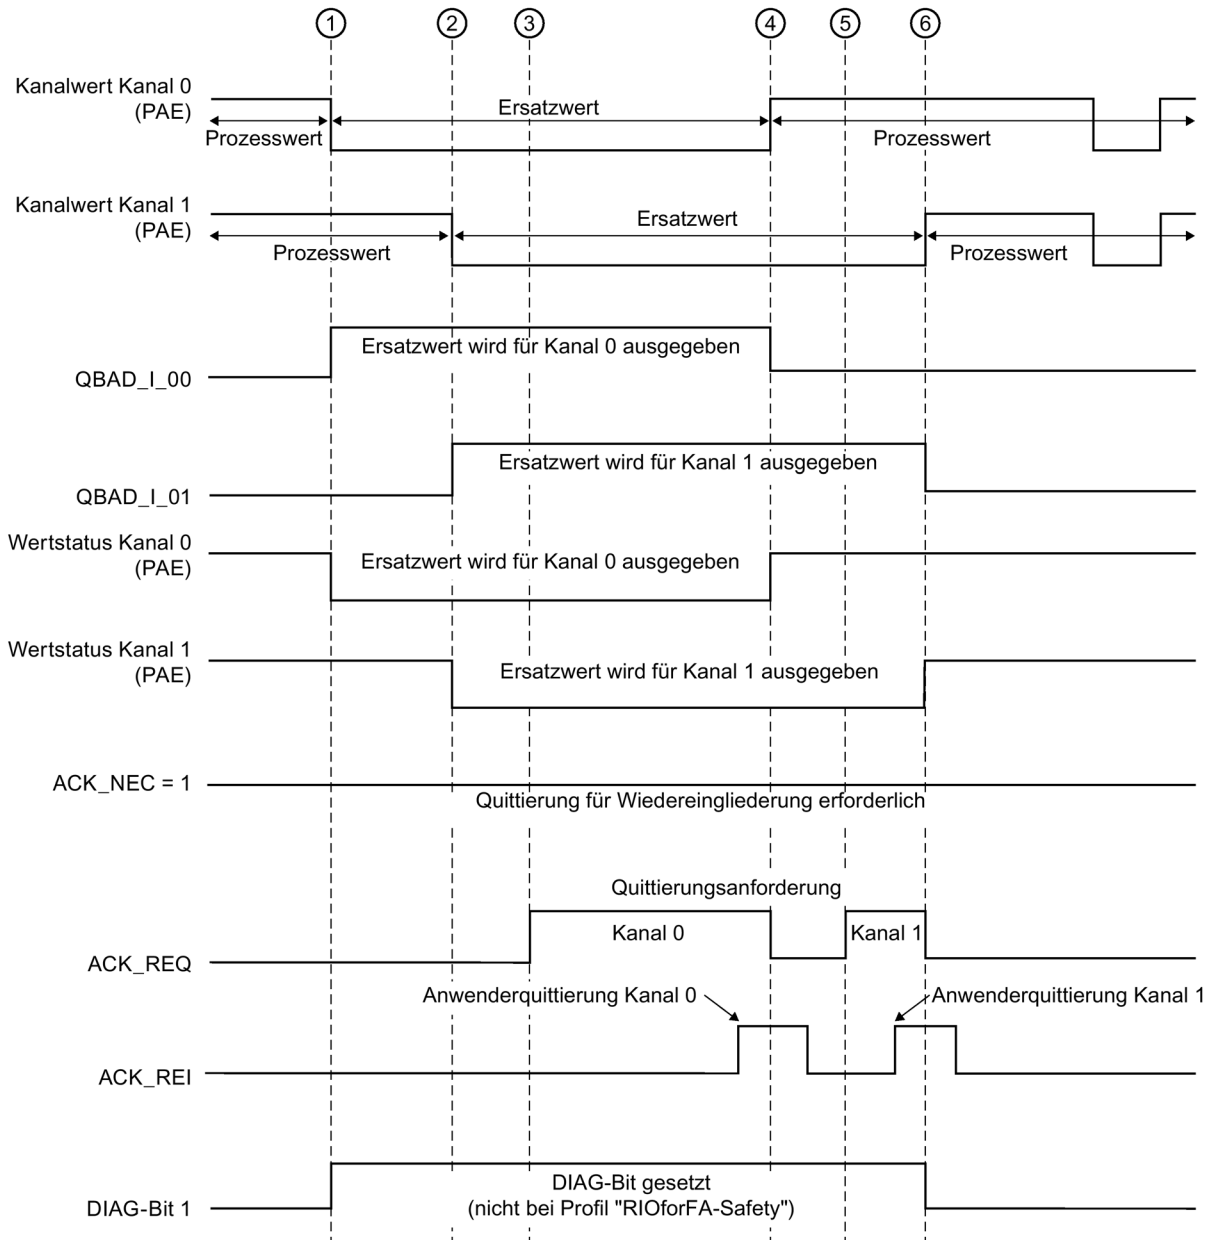 1 2 3 4 5 6
Kanalwert Kanal 0
(PAE)
Ersatzwert
Prozesswert
Prozesswert
Kanalwert Kanal 1
(PAE)
Ersatzwert
Prozesswert
Prozesswert
Ersatzwert wird für Kanal 0 ausgegeben
QBAD_I_00
Ersatzwert wird für Kanal 1 ausgegeben
QBAD_I_01
Wertstatus Kanal 0
(PAE)
Ersatzwert wird für Kanal 0 ausgegeben
Wertstatus Kanal 1
(PAE)
Ersatzwert wird für Kanal 1 ausgegeben
ACK_NEC = 1
Quittierung für Wiedereingliederung erforderlich
Quittierungsanforderung
Kanal 0
Kanal 1
ACK_REQ
Anwenderquittierung Kanal 0
Anwenderquittierung Kanal 1
ACK_REI
DIAG-Bit gesetzt
(nicht bei Profil "RIOforFA-Safety")
DIAG-Bit 1